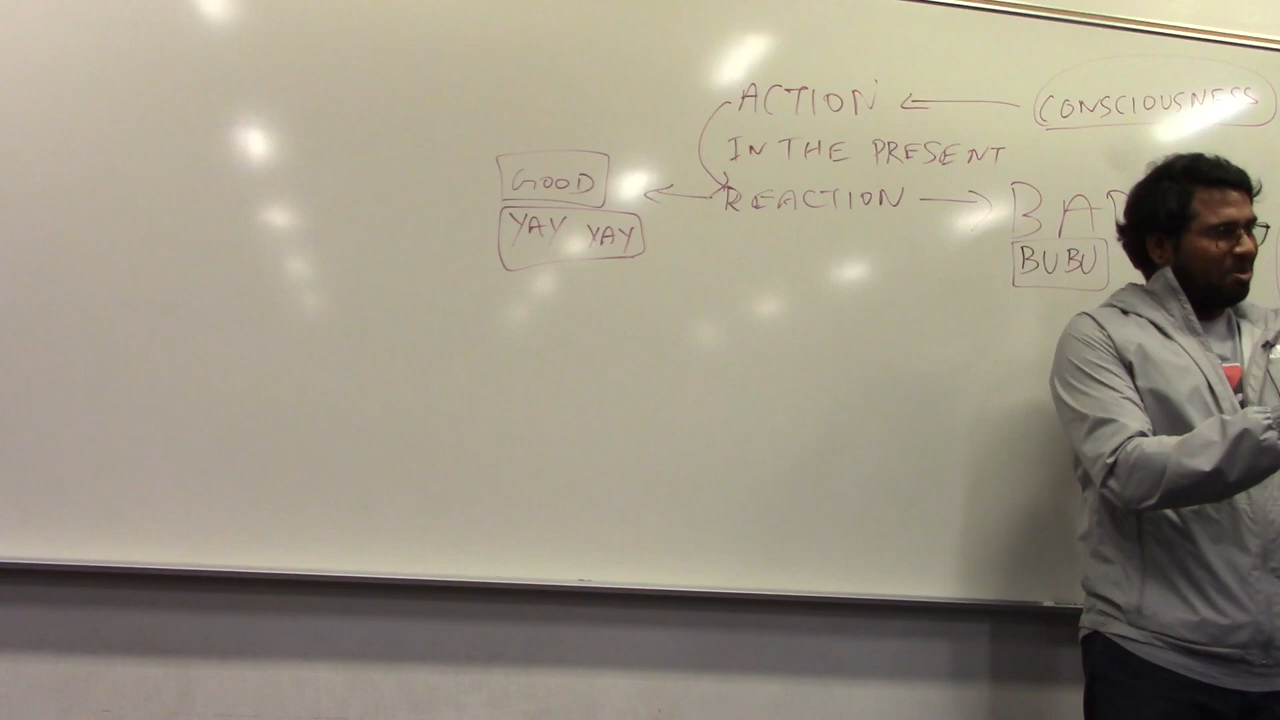 ACTION ← CONSCIOUSNESS
IN THE PRESENT
GOOD ← REACTION → BAD
YAY YAY
BUBU